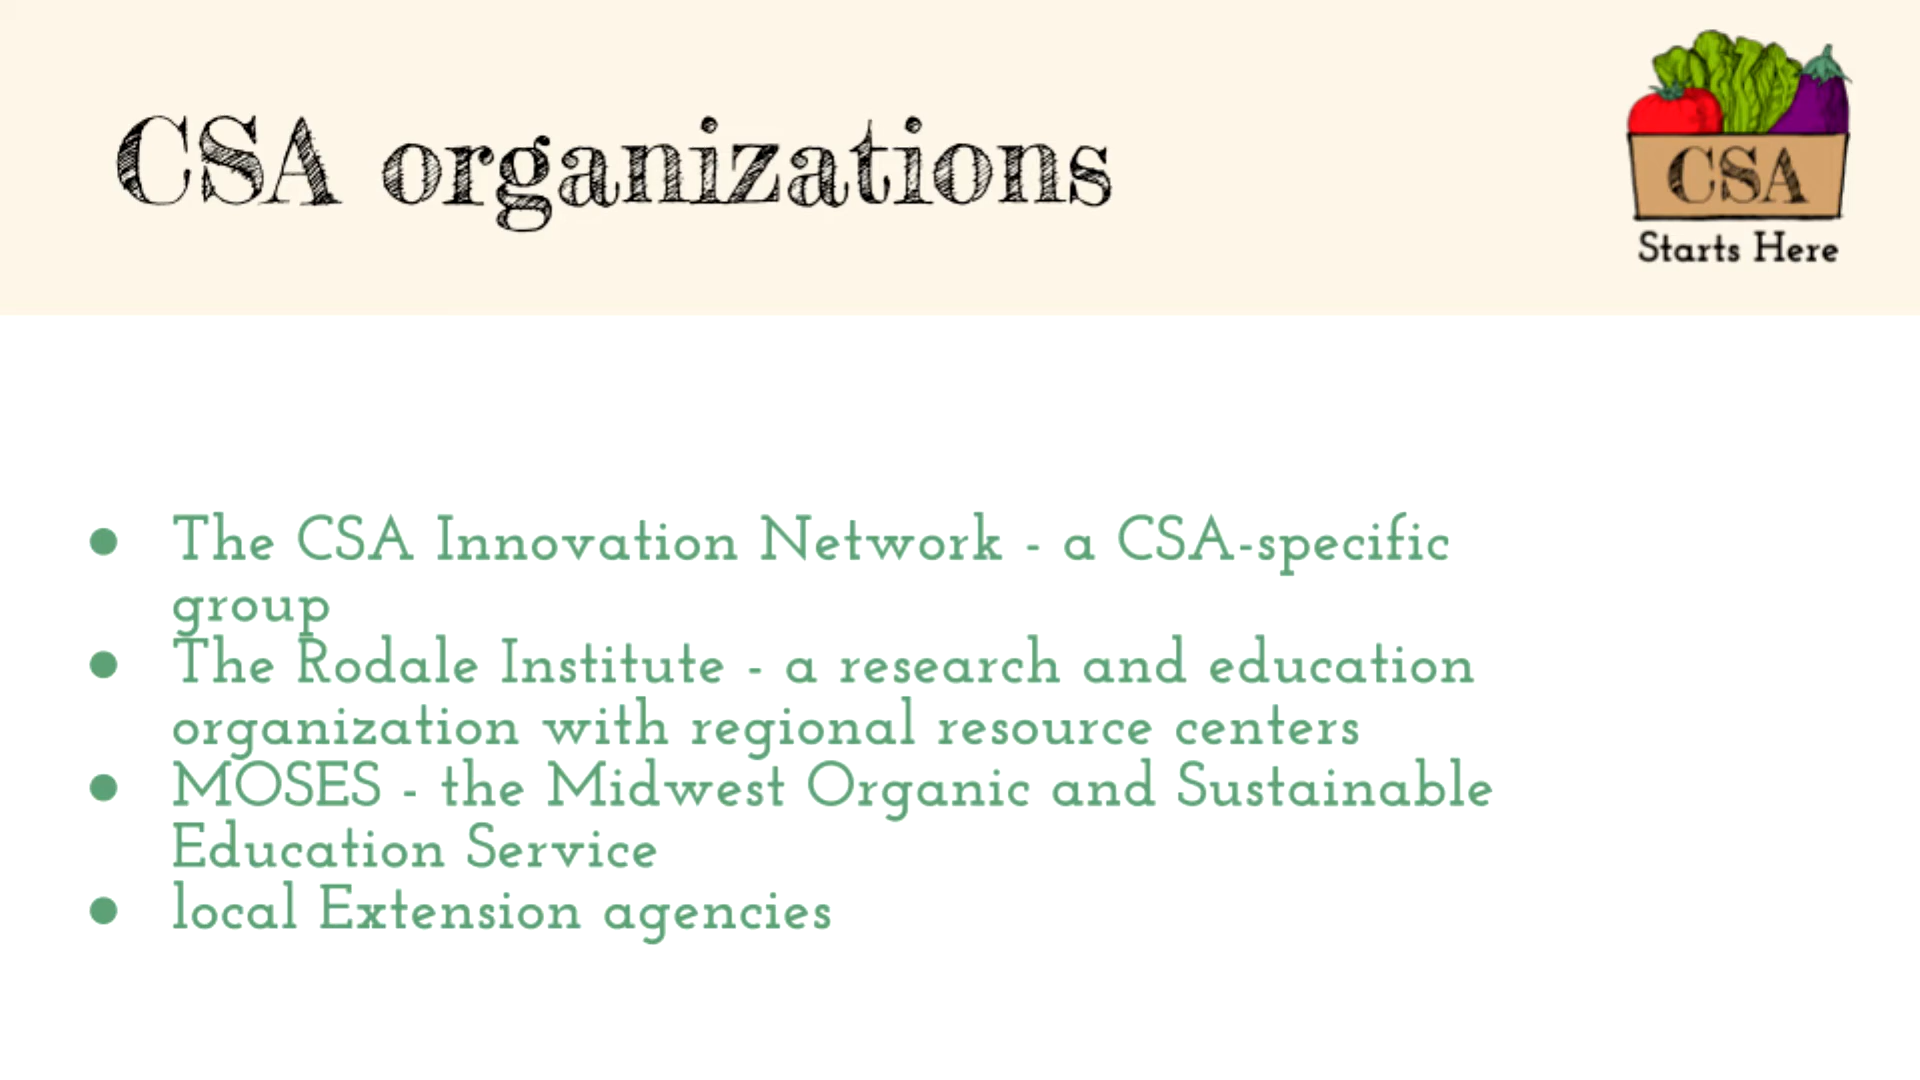 CSA organizations
CSA
Starts Here
The CSA Innovation Network - a CSA-specific
group
The Rodale Institute - a research and education
organization with regional resource centers
MOSES - the Midwest Organic and Sustainable
Education Service
local Extension agencies